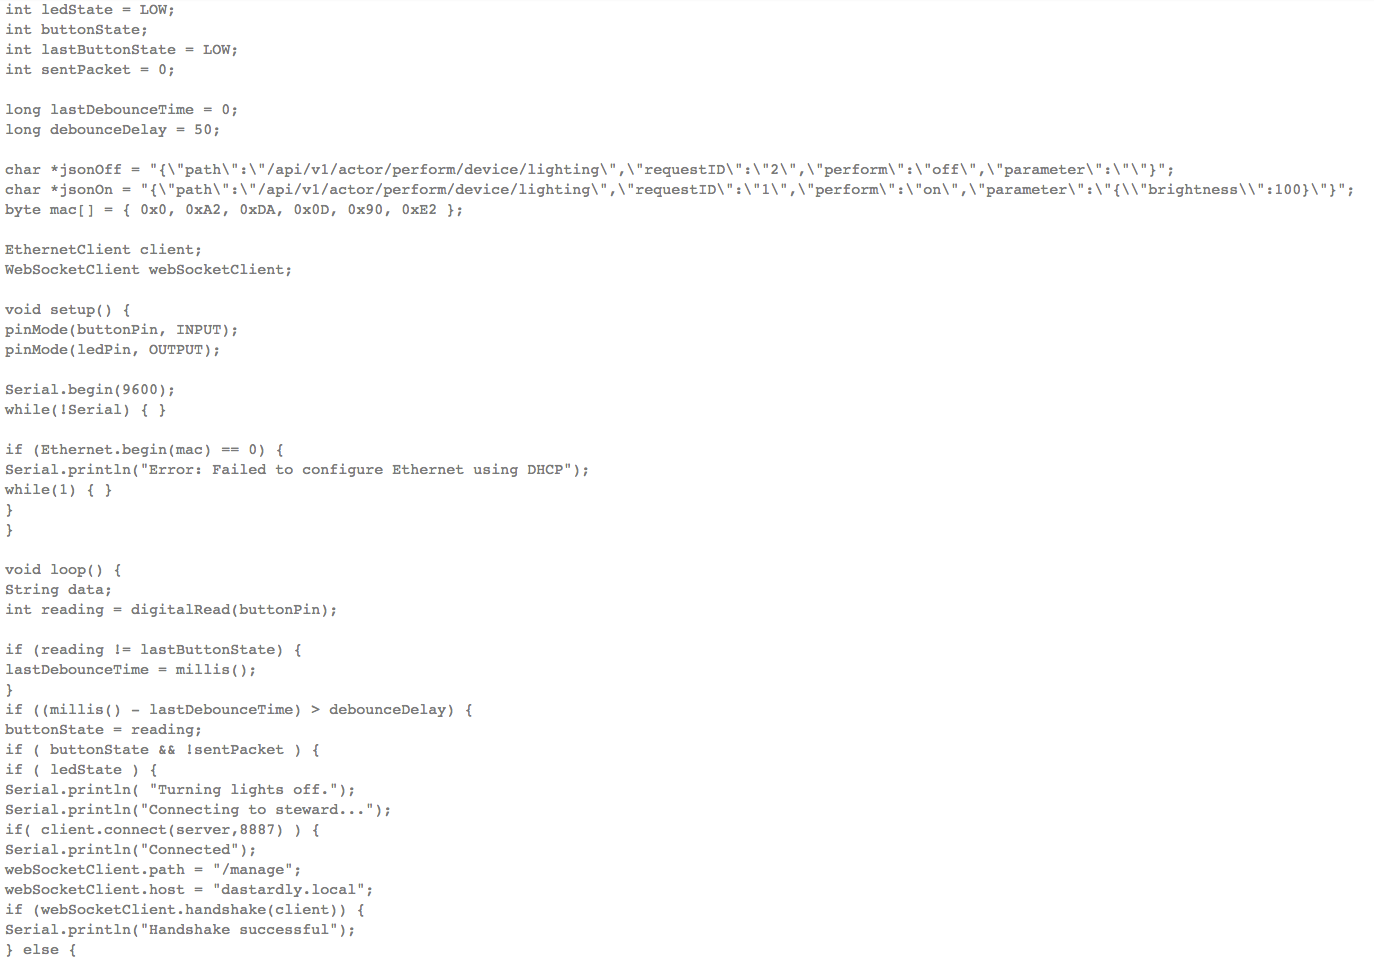 int ledState = LOW;
int buttonState;
int lastButtonState = LOW;
int sentPacket = 0;
long lastDebounceTime = 0;
long debounceDelay = 50;
char *jsonOff = "{\"path\":\"/api/v1/actor/perform/device/lighting\",\"requestID\":\"2\",\"perform\":\"off\",\"parameter\":\"\"}";
char *jsonOn = "{\"path\":\"/api/v1/actor/perform/device/lighting\",\"requestID\":\"1\",\"perform\":\"on\",\"parameter\":\"{\\"brightness\\":100}\"}";
byte mac[] = { 0x0, 0xA2, 0xDA, 0x0D, 0x90, 0xE2 };
EthernetClient client;
WebSocketClient webSocketClient;
void setup() {
pinMode(buttonPin, INPUT);
pinMode(ledPin, OUTPUT);
Serial.begin(9600);
while(!Serial) { }
if (Ethernet.begin(mac) == 0) {
Serial.println("Error: Failed to configure Ethernet using DHCP");
while(1) { }
}
}
void loop() {
String data;
int reading = digitalRead(buttonPin);
if (reading != lastButtonState) {
lastDebounceTime = millis();
}
if ((millis() - lastDebounceTime) > debounceDelay) {
buttonState = reading;
if ( buttonState && !sentPacket ) {
if ( ledState ) {
Serial.println( "Turning lights off.");
Serial.println("Connecting to steward...");
if( client.connect(server,8887) ) {
Serial.println("Connected");
webSocketClient.path = "/manage";
webSocketClient.host = "dastardly.local";
if (webSocketClient.handshake(client)) {
Serial.println("Handshake successful");
} else {